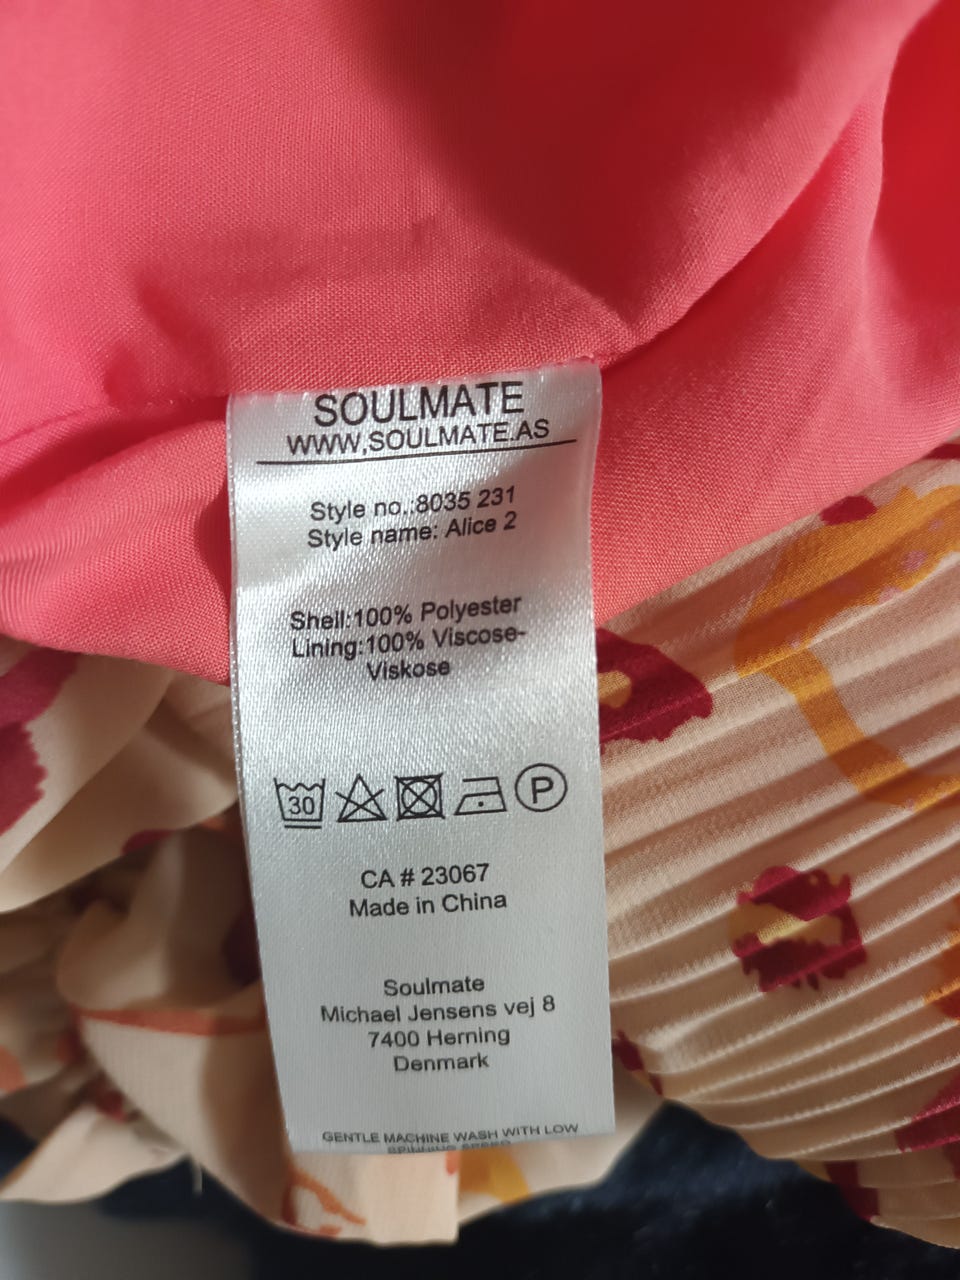 SOULMATE
WWW,SOULMATE.AS
Style no.:8035 231
Style name: Alice 2
Shell:100% Polyester
Lining:100% Viscose-
Viskose
30
P
CA # 23067
Made in China
Soulmate
Michael Jensens vej 8
7400 Herning
Denmark
GENTLE MACHINE WASH WITH LOW